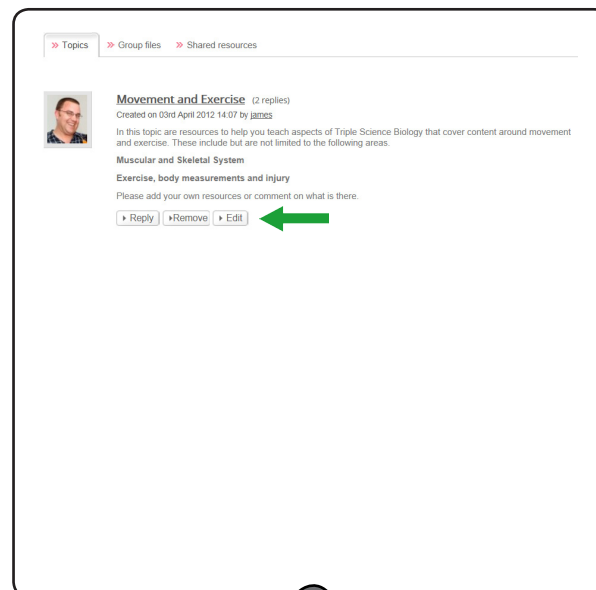 » Topics » Group files » Shared resources
Movement and Exercise (2 replies)
Created on 03rd April 2012 14:07 by james
In this topic are resources to help you teach aspects of Triple Science Biology that cover content around movement
and exercise. These include but are not limited to the following areas.
Muscular and Skeletal System
Exercise, body measurements and injury
Please add your own resources or comment on what is there.
Reply Remove Edit